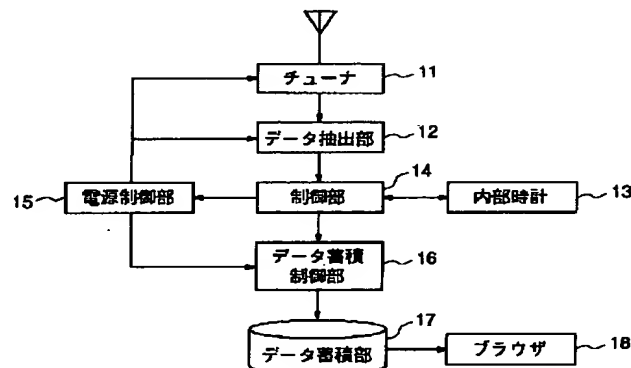 チューナ
11
データ抽出部
12
14
15
電源制御部
制御部
内部時計
13
データ蓄積
制御部
16
17
データ蓄積部
ブラウザ
18